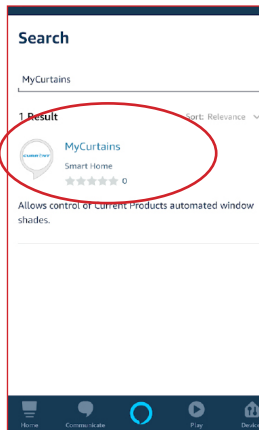 Search
MyCurtains
1 Result
Sort: Relevance
MyCurtains
Smart Home
0
Allows control of Current Products automated window
shades.
Home Communicate Play Devices